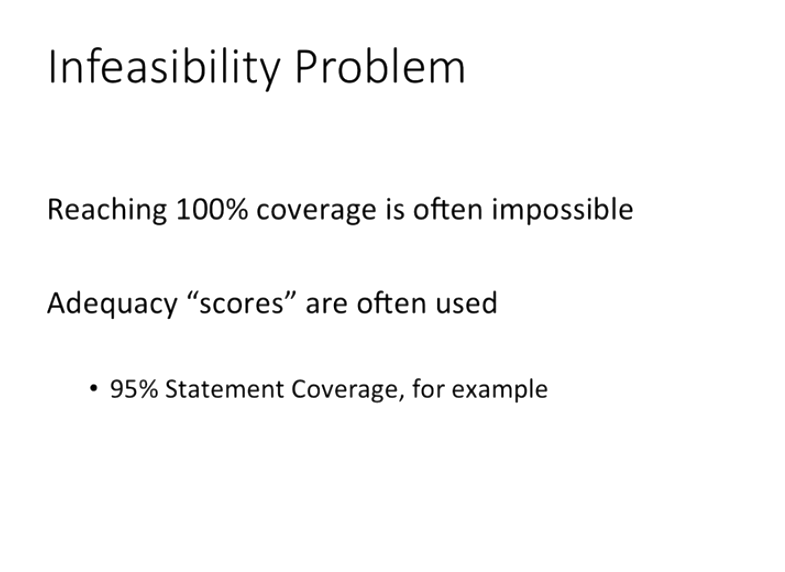 Infeasibility Problem
Reaching 100% coverage is often impossible
Adequacy “scores” are often used
• 95% Statement Coverage, for example